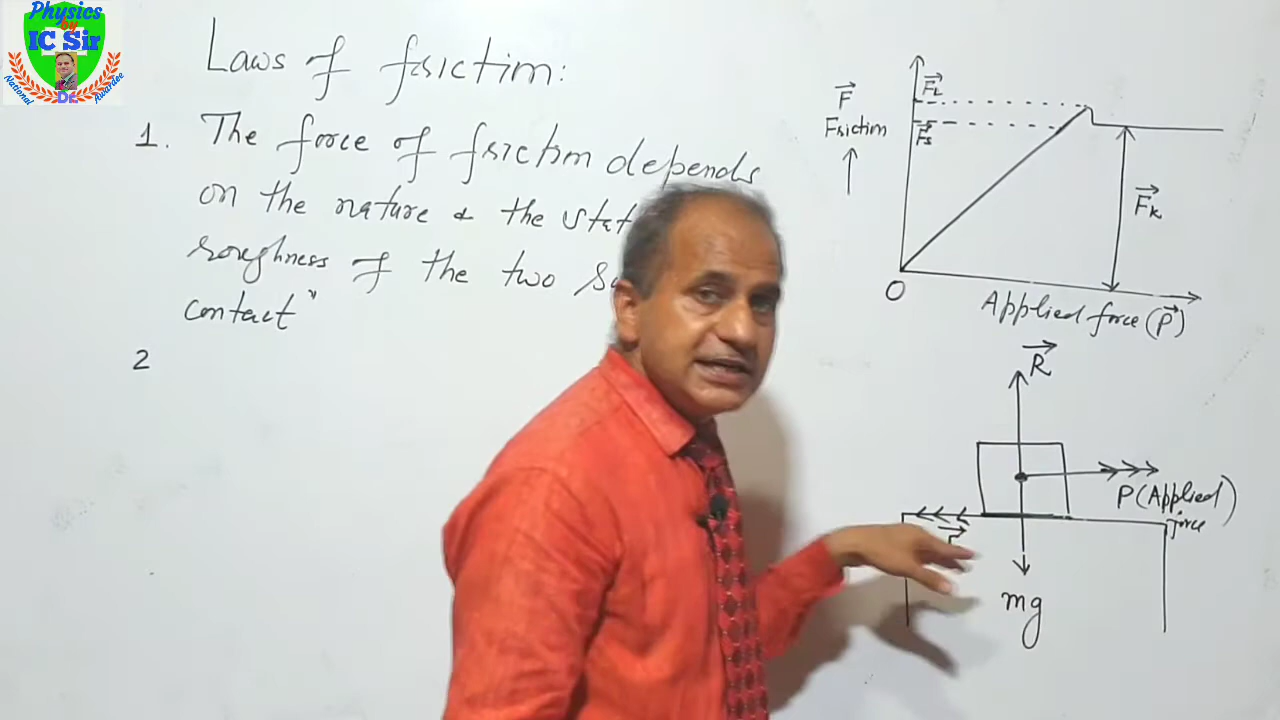 Physics
by
IC Sir
National
Awardee
DE
Laws of friction:
1. The force of friction depends
on the nature & the stat
roughness of the two
contact"
2
F
Friction
FL
Fs
Fk
O
Applied force (P)
R
P (Applied)
force
mg